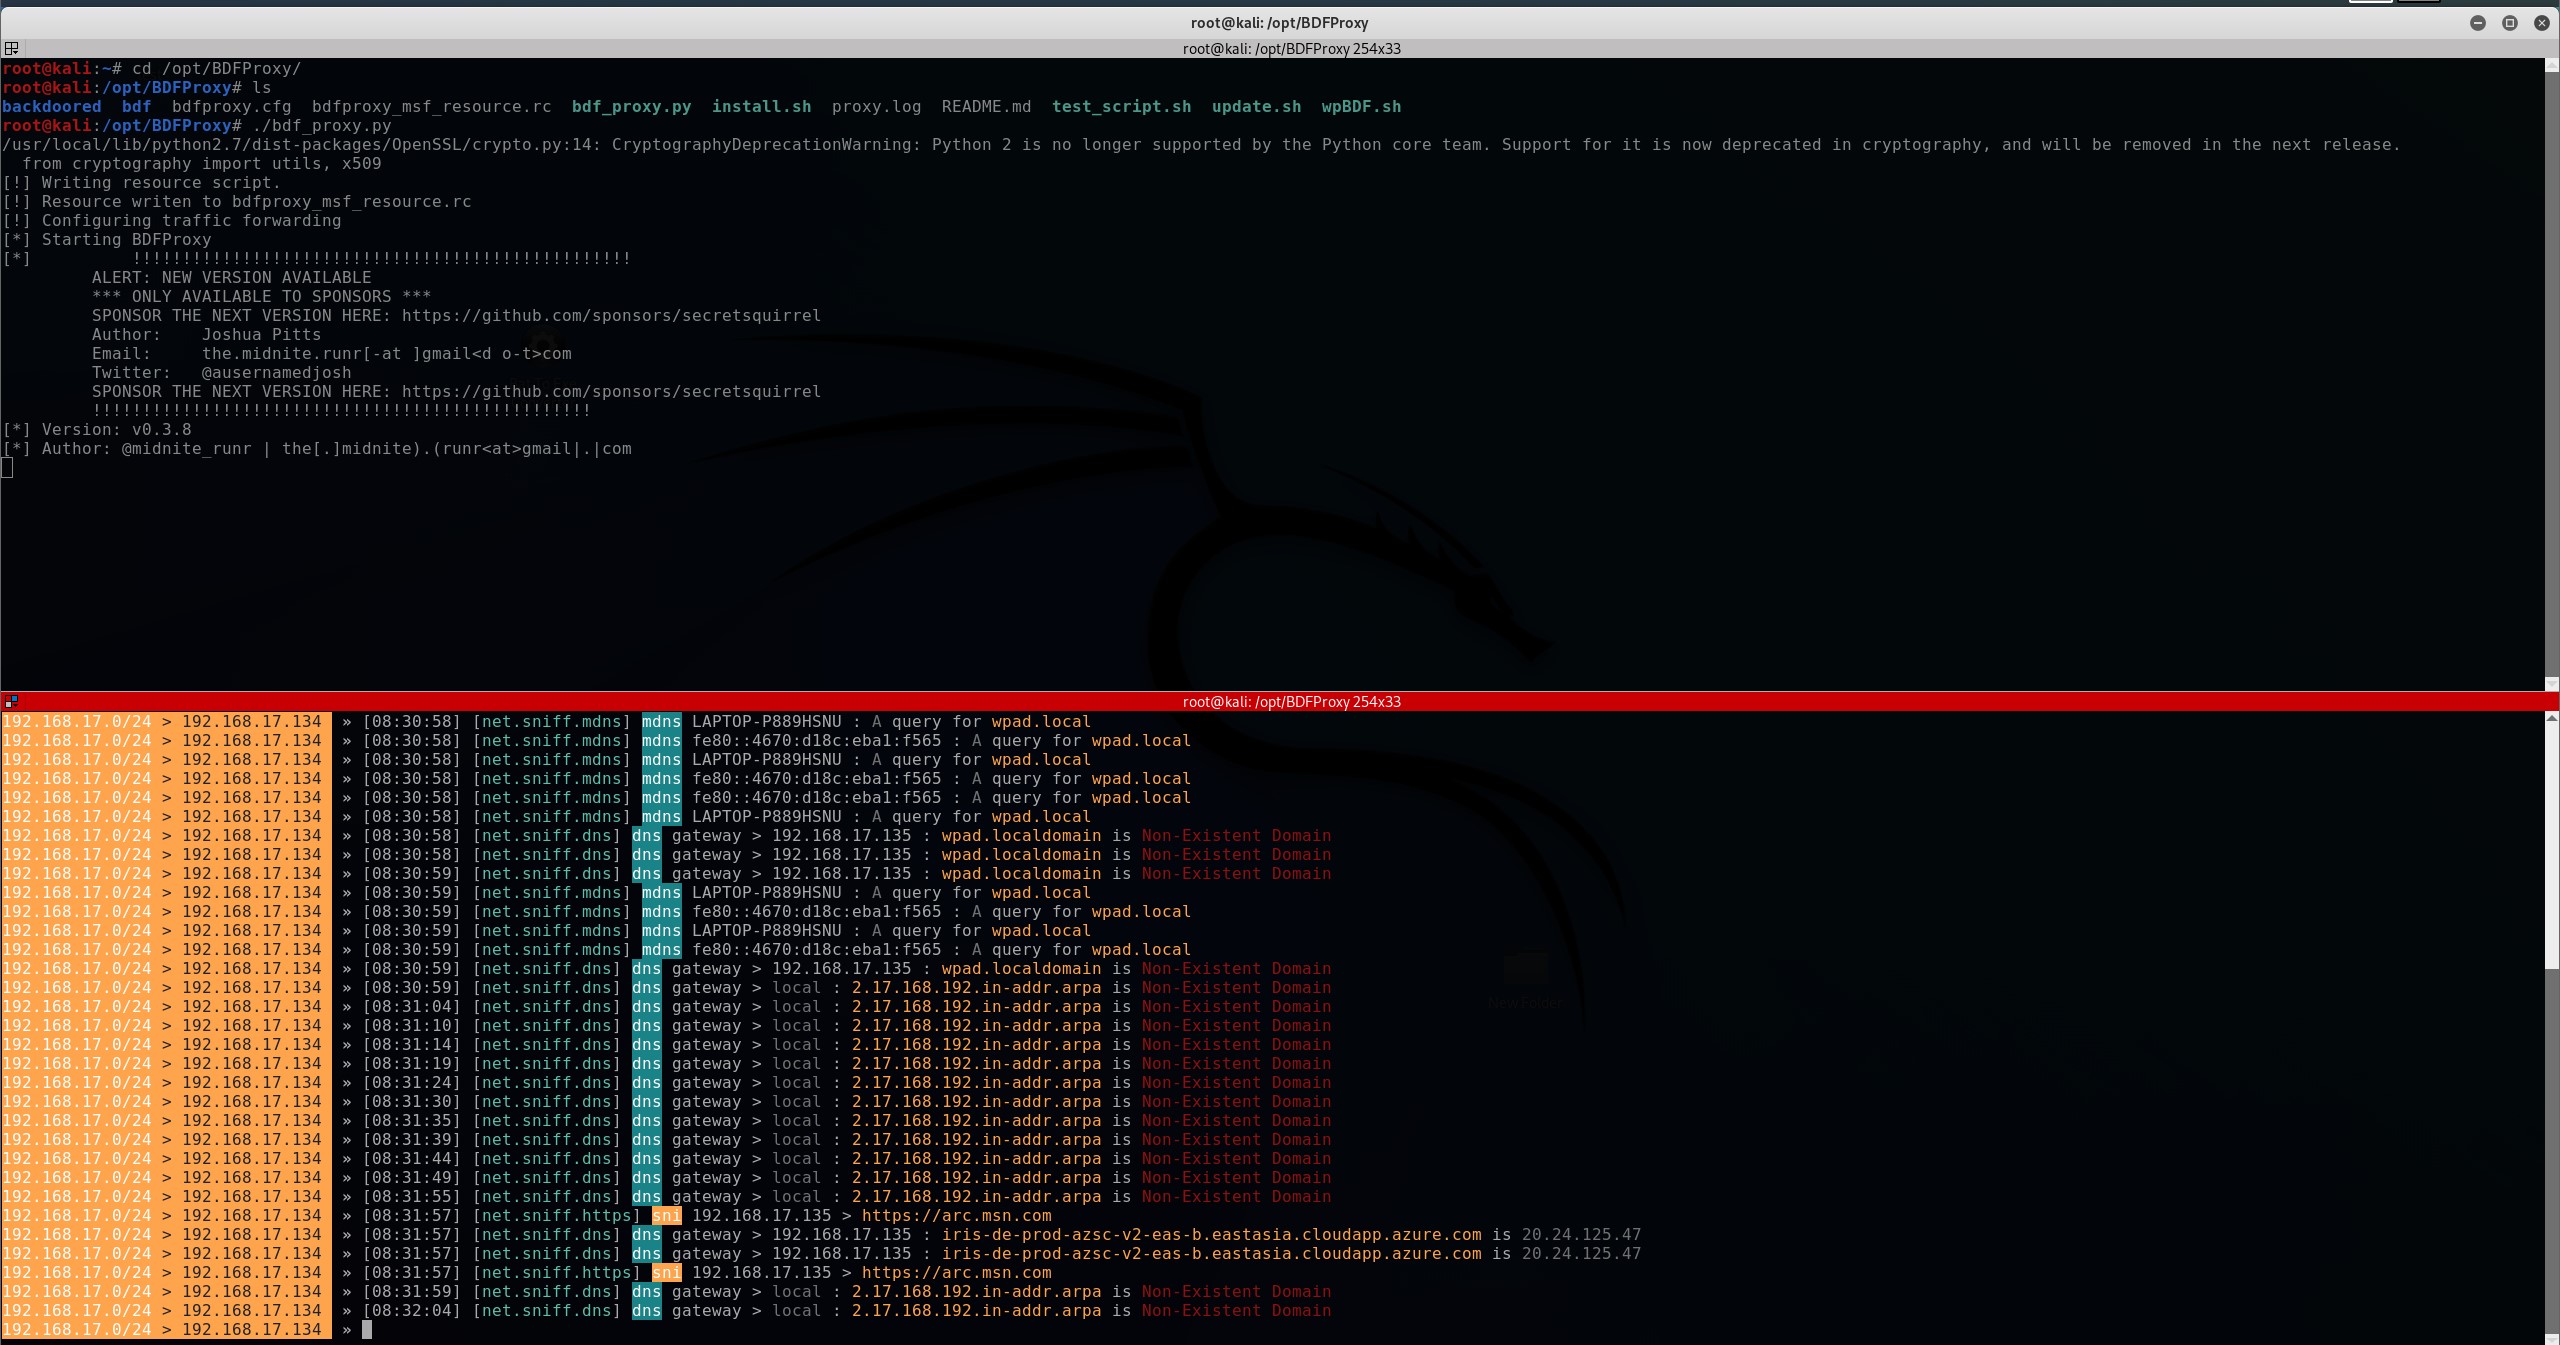 root@kali: /opt/BDFProxy
root@kali: /opt/BDFProxy 254x33
root@kali:~# cd /opt/BDFProxy/
root@kali:/opt/BDFProxy# ls
backdoored  bdf  bdfproxy.cfg  bdfproxy_msf_resource.rc  bdf_proxy.py  install.sh  proxy.log  README.md  test_script.sh  update.sh  wpBDF.sh
root@kali:/opt/BDFProxy# ./bdf_proxy.py
/usr/local/lib/python2.7/dist-packages/OpenSSL/crypto.py:14: CryptographyDeprecationWarning: Python 2 is no longer supported by the Python core team. Support for it is now deprecated in cryptography, and will be removed in the next release.
  from cryptography import utils, x509
[!] Writing resource script.
[!] Resource writen to bdfproxy_msf_resource.rc
[!] Configuring traffic forwarding
[*] Starting BDFProxy
[*]          !!!!!!!!!!!!!!!!!!!!!!!!!!!!!!!!!!!!!!!!!!!!!!!!!!
         ALERT: NEW VERSION AVAILABLE
         *** ONLY AVAILABLE TO SPONSORS ***
         SPONSOR THE NEXT VERSION HERE: https://github.com/sponsors/secretsquirrel
         Author:    Joshua Pitts
         Email:     the.midnite.runr[-at ]gmail<d o-t>com
         Twitter:   @ausernamedjosh
         SPONSOR THE NEXT VERSION HERE: https://github.com/sponsors/secretsquirrel
         !!!!!!!!!!!!!!!!!!!!!!!!!!!!!!!!!!!!!!!!!!!!!!!!!!
[*] Version: v0.3.8
[*] Author: @midnite_runr | the[.]midnite).(runr<at>gmail|.|com
root@kali: /opt/BDFProxy 254x33
192.168.17.0/24 > 192.168.17.134  » [08:30:58] [net.sniff.mdns] mdns LAPTOP-P889HSNU : A query for wpad.local
192.168.17.0/24 > 192.168.17.134  » [08:30:58] [net.sniff.mdns] mdns fe80::4670:d18c:eba1:f565 : A query for wpad.local
192.168.17.0/24 > 192.168.17.134  » [08:30:58] [net.sniff.mdns] mdns LAPTOP-P889HSNU : A query for wpad.local
192.168.17.0/24 > 192.168.17.134  » [08:30:58] [net.sniff.mdns] mdns fe80::4670:d18c:eba1:f565 : A query for wpad.local
192.168.17.0/24 > 192.168.17.134  » [08:30:58] [net.sniff.mdns] mdns fe80::4670:d18c:eba1:f565 : A query for wpad.local
192.168.17.0/24 > 192.168.17.134  » [08:30:58] [net.sniff.mdns] mdns LAPTOP-P889HSNU : A query for wpad.local
192.168.17.0/24 > 192.168.17.134  » [08:30:58] [net.sniff.dns] dns gateway > 192.168.17.135 : wpad.localdomain is Non-Existent Domain
192.168.17.0/24 > 192.168.17.134  » [08:30:58] [net.sniff.dns] dns gateway > 192.168.17.135 : wpad.localdomain is Non-Existent Domain
192.168.17.0/24 > 192.168.17.134  » [08:30:59] [net.sniff.dns] dns gateway > 192.168.17.135 : wpad.localdomain is Non-Existent Domain
192.168.17.0/24 > 192.168.17.134  » [08:30:59] [net.sniff.mdns] mdns LAPTOP-P889HSNU : A query for wpad.local
192.168.17.0/24 > 192.168.17.134  » [08:30:59] [net.sniff.mdns] mdns fe80::4670:d18c:eba1:f565 : A query for wpad.local
192.168.17.0/24 > 192.168.17.134  » [08:30:59] [net.sniff.mdns] mdns LAPTOP-P889HSNU : A query for wpad.local
192.168.17.0/24 > 192.168.17.134  » [08:30:59] [net.sniff.mdns] mdns fe80::4670:d18c:eba1:f565 : A query for wpad.local
192.168.17.0/24 > 192.168.17.134  » [08:30:59] [net.sniff.dns] dns gateway > 192.168.17.135 : wpad.localdomain is Non-Existent Domain
192.168.17.0/24 > 192.168.17.134  » [08:30:59] [net.sniff.dns] dns gateway > local : 2.17.168.192.in-addr.arpa is Non-Existent Domain
192.168.17.0/24 > 192.168.17.134  » [08:31:04] [net.sniff.dns] dns gateway > local : 2.17.168.192.in-addr.arpa is Non-Existent Domain
New Folder
192.168.17.0/24 > 192.168.17.134  » [08:31:10] [net.sniff.dns] dns gateway > local : 2.17.168.192.in-addr.arpa is Non-Existent Domain
192.168.17.0/24 > 192.168.17.134  » [08:31:14] [net.sniff.dns] dns gateway > local : 2.17.168.192.in-addr.arpa is Non-Existent Domain
192.168.17.0/24 > 192.168.17.134  » [08:31:19] [net.sniff.dns] dns gateway > local : 2.17.168.192.in-addr.arpa is Non-Existent Domain
192.168.17.0/24 > 192.168.17.134  » [08:31:24] [net.sniff.dns] dns gateway > local : 2.17.168.192.in-addr.arpa is Non-Existent Domain
192.168.17.0/24 > 192.168.17.134  » [08:31:30] [net.sniff.dns] dns gateway > local : 2.17.168.192.in-addr.arpa is Non-Existent Domain
192.168.17.0/24 > 192.168.17.134  » [08:31:35] [net.sniff.dns] dns gateway > local : 2.17.168.192.in-addr.arpa is Non-Existent Domain
192.168.17.0/24 > 192.168.17.134  » [08:31:39] [net.sniff.dns] dns gateway > local : 2.17.168.192.in-addr.arpa is Non-Existent Domain
192.168.17.0/24 > 192.168.17.134  » [08:31:44] [net.sniff.dns] dns gateway > local : 2.17.168.192.in-addr.arpa is Non-Existent Domain
192.168.17.0/24 > 192.168.17.134  » [08:31:49] [net.sniff.dns] dns gateway > local : 2.17.168.192.in-addr.arpa is Non-Existent Domain
192.168.17.0/24 > 192.168.17.134  » [08:31:55] [net.sniff.dns] dns gateway > local : 2.17.168.192.in-addr.arpa is Non-Existent Domain
192.168.17.0/24 > 192.168.17.134  » [08:31:57] [net.sniff.https] sni 192.168.17.135 > https://arc.msn.com
192.168.17.0/24 > 192.168.17.134  » [08:31:57] [net.sniff.dns] dns gateway > 192.168.17.135 : iris-de-prod-azsc-v2-eas-b.eastasia.cloudapp.azure.com is 20.24.125.47
192.168.17.0/24 > 192.168.17.134  » [08:31:57] [net.sniff.dns] dns gateway > 192.168.17.135 : iris-de-prod-azsc-v2-eas-b.eastasia.cloudapp.azure.com is 20.24.125.47
192.168.17.0/24 > 192.168.17.134  » [08:31:57] [net.sniff.https] sni 192.168.17.135 > https://arc.msn.com
192.168.17.0/24 > 192.168.17.134  » [08:31:59] [net.sniff.dns] dns gateway > local : 2.17.168.192.in-addr.arpa is Non-Existent Domain
192.168.17.0/24 > 192.168.17.134  » [08:32:04] [net.sniff.dns] dns gateway > local : 2.17.168.192.in-addr.arpa is Non-Existent Domain
192.168.17.0/24 > 192.168.17.134  »